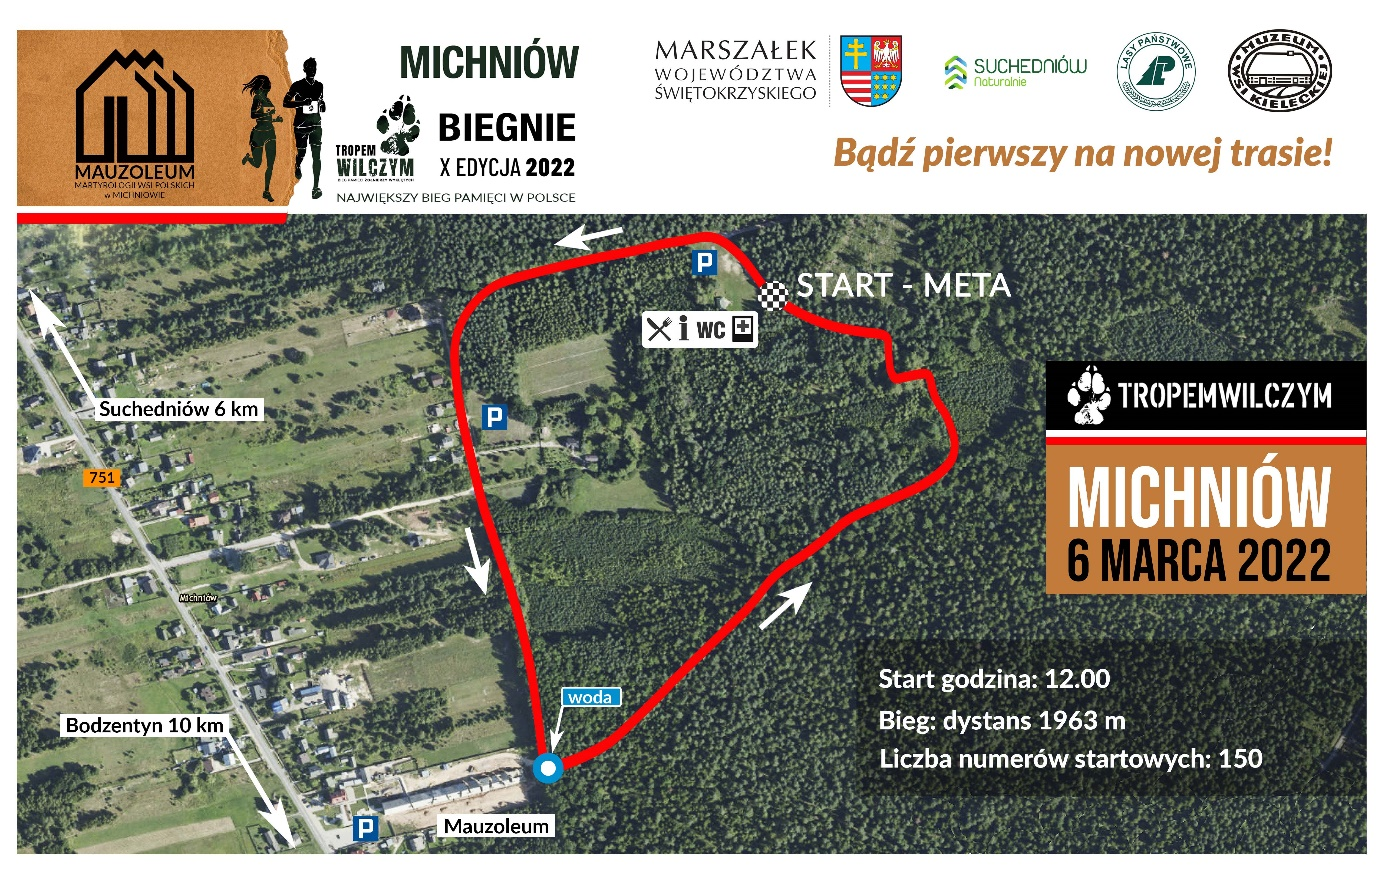 MAUZOLEUM
MARTYROLOGII WSI POLSKICH
w MICHNIOWIE
MICHNIÓW
BIEGNIE
X EDYCJA 2022
TROPEM
WILCZYM
NAJWIĘKSZY BIEG PAMIĘCI W POLSCE
MARSZAŁEK
WOJEWÓDZTWA
ŚWIĘTOKRZYSKIEGO
SUCHEDNIÓW
Naturalnie
LASY PAŃSTWOWE
MUZEUM
WSI KIELECKIEJ
Bądź pierwszy na nowej trasie!
P
START - META
i WC
Suchedniów 6 km
P
751
TROPEMWILCZYM
MICHNIÓW
6 MARCA 2022
Michniów
woda
Bodzentyn 10 km
Start godzina: 12.00
Bieg: dystans 1963 m
Liczba numerów startowych: 150
P
Mauzoleum